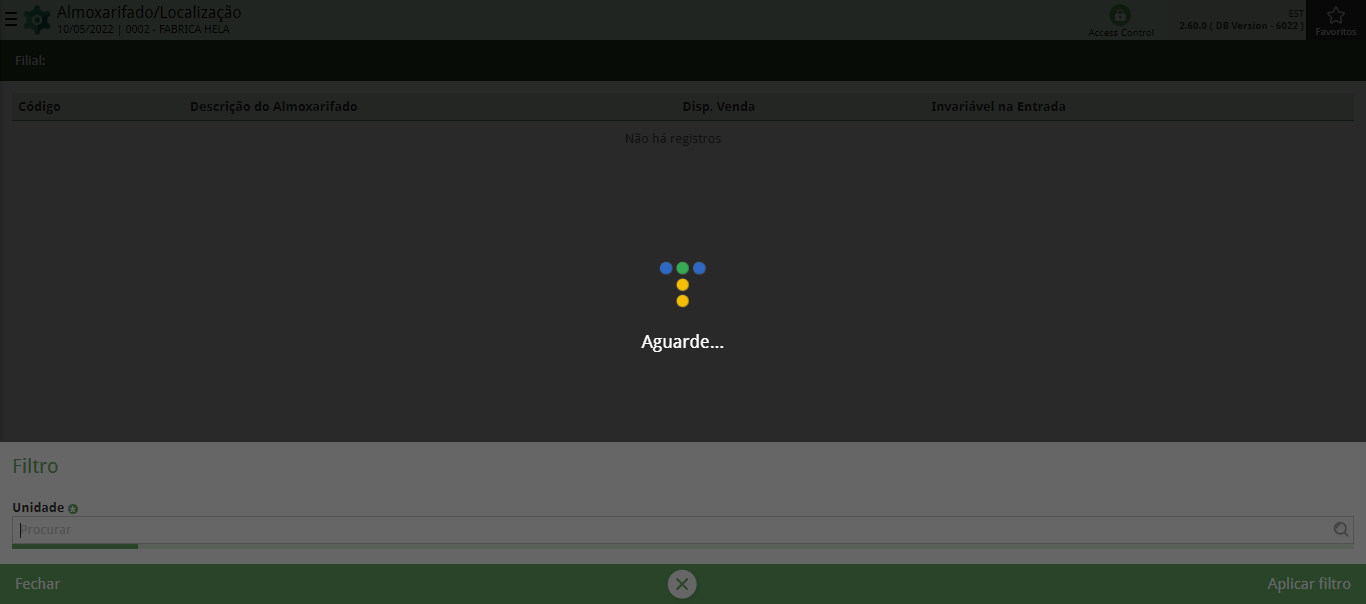 Almoxarifado/Localização
10/05/2022 | 0002 - FABRICA HELA
Access Control
EST
2.60.0 ( DB Version - 6022 )
Favoritos
Filial:
Código Descrição do Almoxarifado Disp. Venda Invariável na Entrada
Não há registros
Aguarde...
Filtro
Unidade
Procurar
Fechar Aplicar filtro